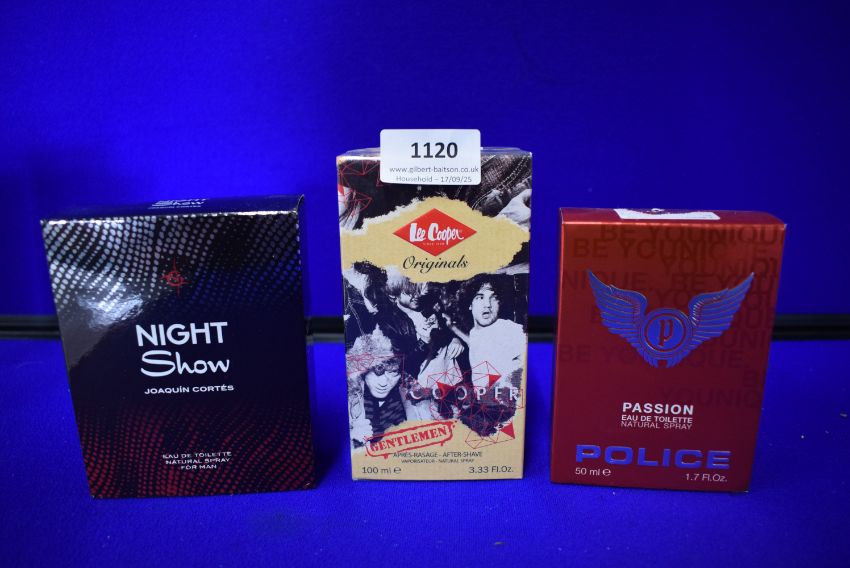 Show
NIGHT
Show
JOAQUÍN CORTÉS
EAU DE TOILETTE
NATURAL SPRAY
FOR MAN
1120
www.gilbert-baitson.co.uk
Household – 17/09/25
Lee Cooper
Originals
COOPER
GENTLEMEN
APRÈS-RASAGE - AFTER-SHAVE
VAPORISATEUR - NATURAL SPRAY
100 ml e 3.33 Fl.Oz.
BE YOUNIQUE
P
PASSION
EAU DE TOILETTE
NATURAL SPRAY
POLICE
50 ml e 1.7 Fl.Oz.